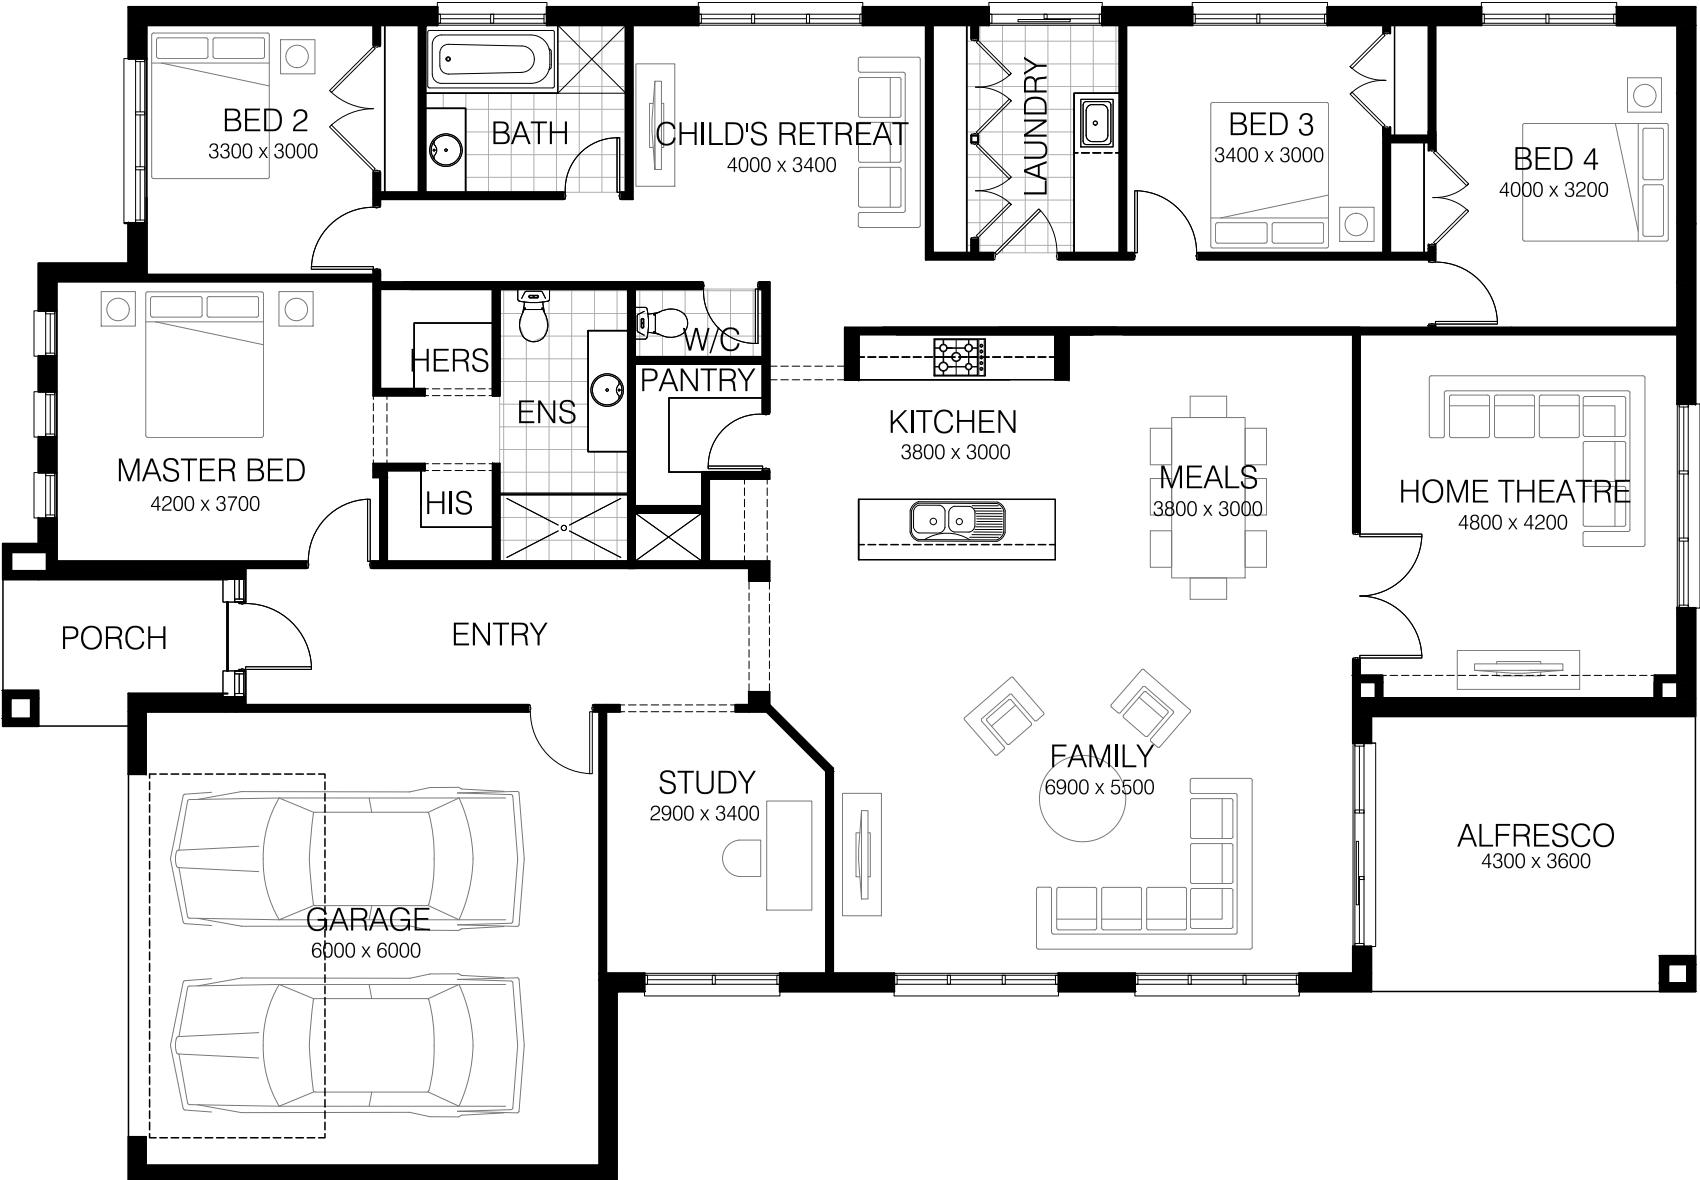 BED 2
3300 x 3000
BATH
CHILD'S RETREAT
4000 x 3400
LAUNDRY
BED 3
3400 x 3000
BED 4
4000 x 3200
HERS
W/C
PANTRY
ENS
KITCHEN
3800 x 3000
MASTER BED
4200 x 3700
HIS
MEALS
3800 x 3000
HOME THEATRE
4800 x 4200
PORCH
ENTRY
FAMILY
6900 x 5500
STUDY
2900 x 3400
ALFRESCO
4300 x 3600
GARAGE
6000 x 6000